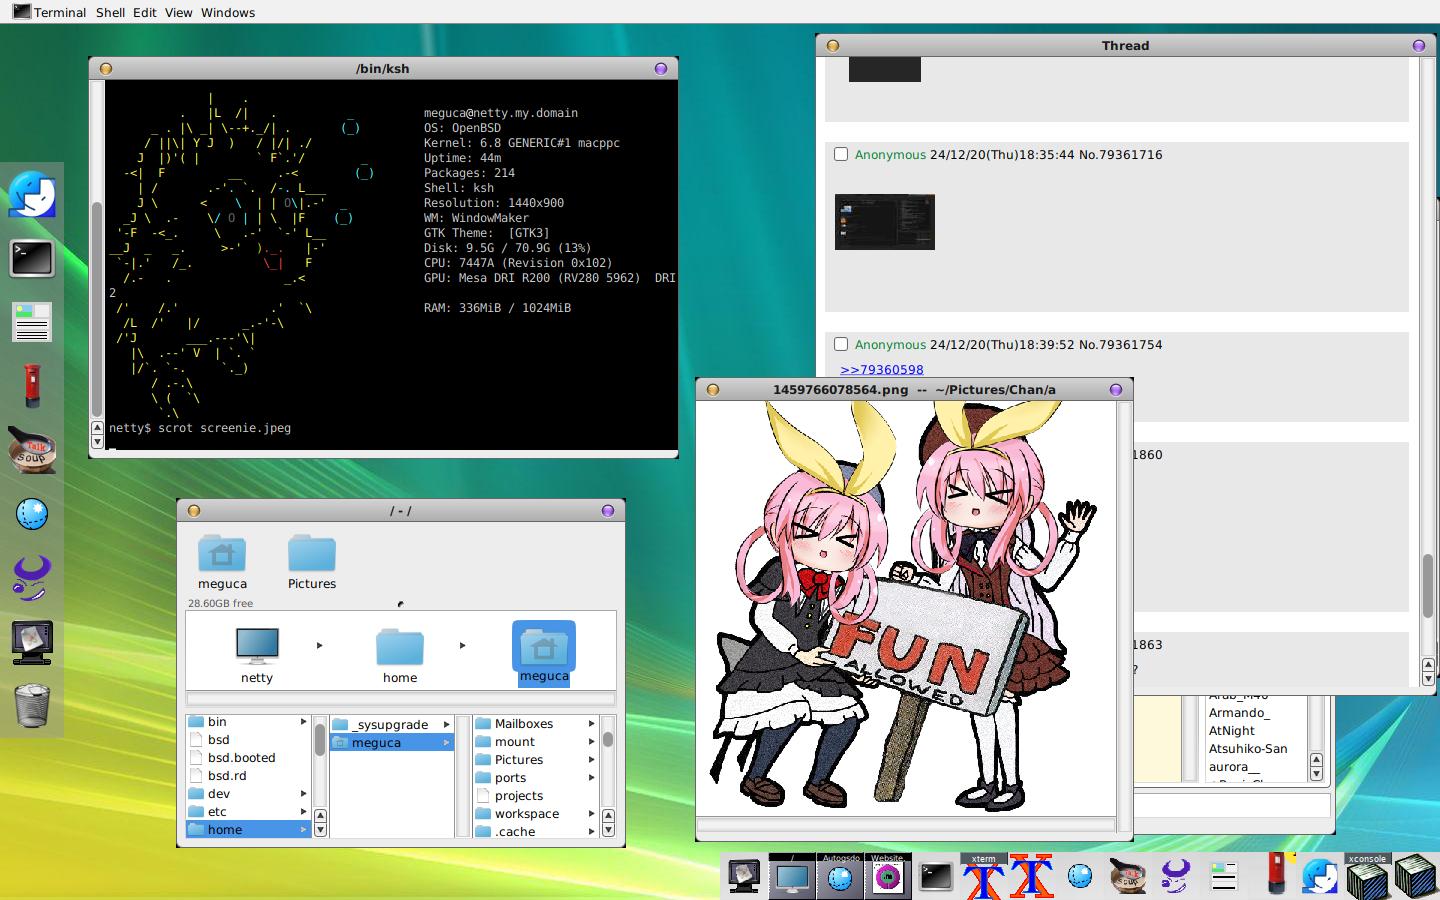 Terminal Shell Edit View Windows
/bin/ksh
meguca@netty.my.domain
OS: OpenBSD
Kernel: 6.8 GENERIC#1 macppc
Uptime: 44m
Packages: 214
Shell: ksh
Resolution: 1440x900
WM: WindowMaker
GTK Theme:  [GTK3]
Disk: 9.5G / 70.9G (13%)
CPU: 7447A (Revision 0x102)
GPU: Mesa DRI R200 (RV280 5962)  DRI
2
RAM: 336MiB / 1024MiB
netty$ scrot screenie.jpeg
Thread
Anonymous 24/12/20(Thu)18:35:44 No.79361716
Anonymous 24/12/20(Thu)18:39:52 No.79361754
>>79360598
1860
1863
?
1459766078564.png -- ~/Pictures/Chan/a
FUN
ALLOWED
/ - /
meguca
Pictures
28.60GB free
netty
home
meguca
bin
bsd
bsd.booted
bsd.rd
dev
etc
home
_sysupgrade
meguca
Mailboxes
mount
Pictures
ports
projects
workspace
.cache
Armando_
AtNight
Atsuhiko-San
aurora__
Talk
Soup
/
Autogsdo
Website.
xterm
xconsole